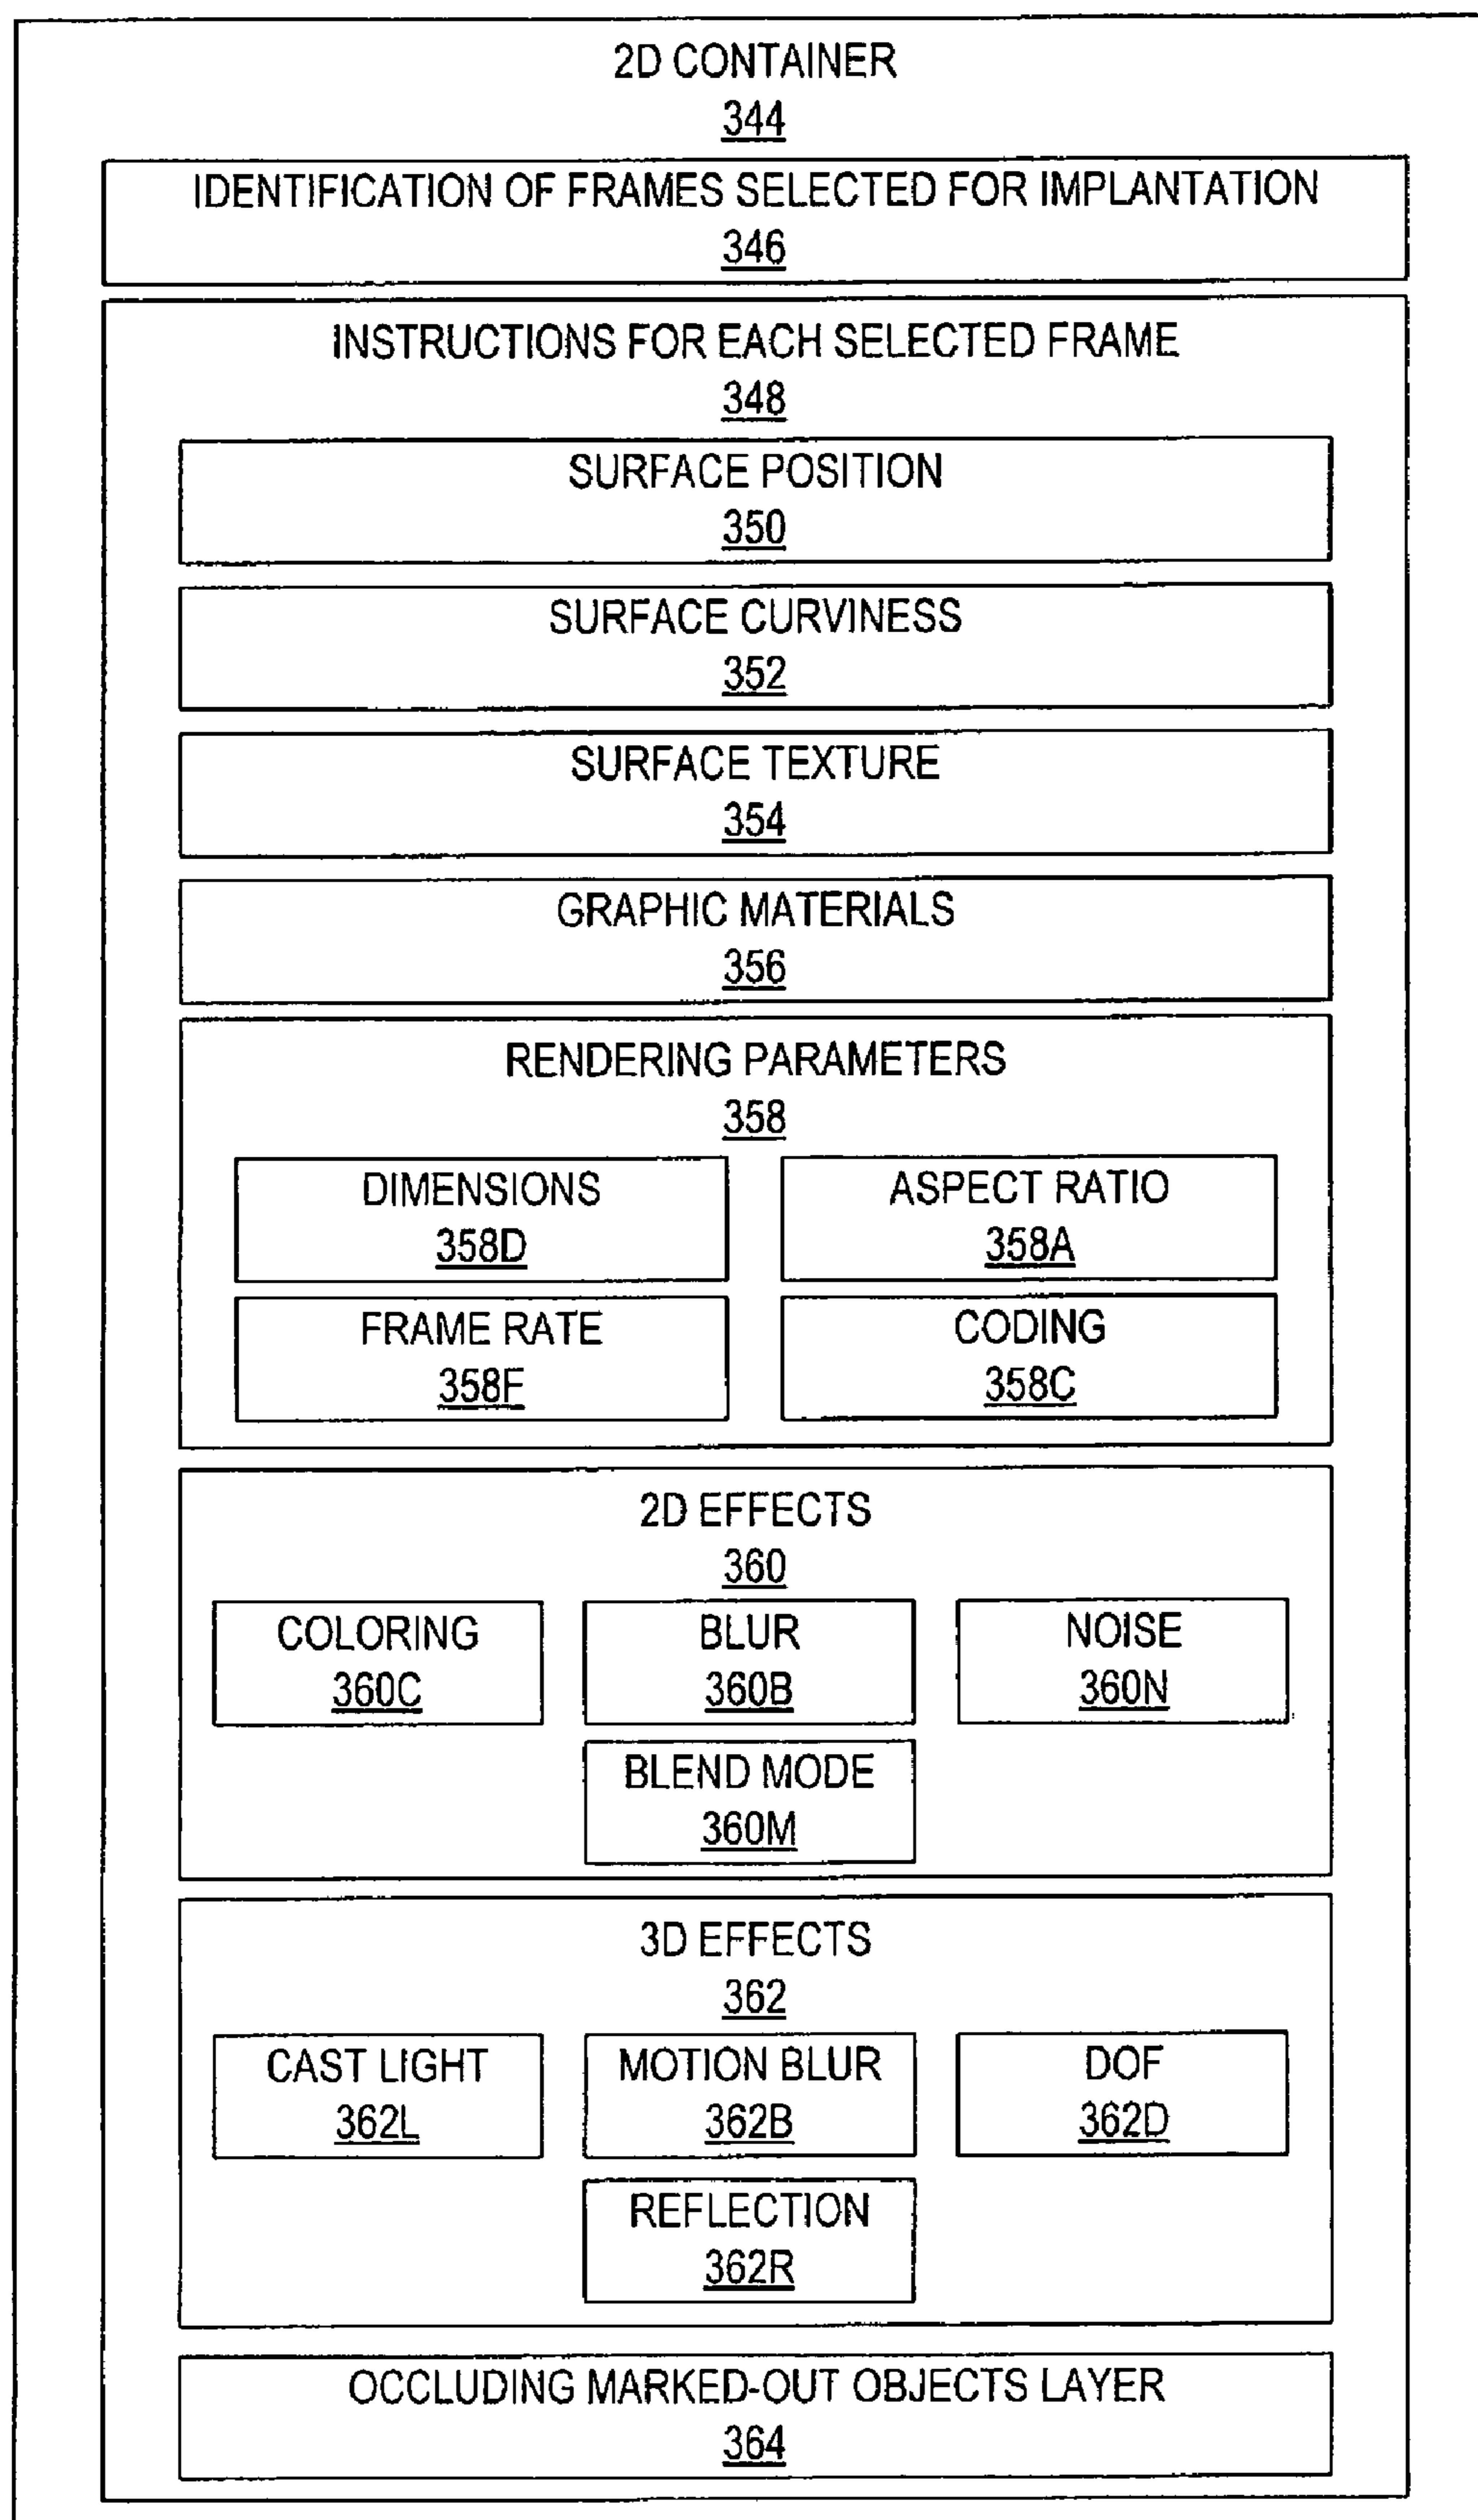 2D CONTAINER
344
IDENTIFICATION OF FRAMES SELECTED FOR IMPLANTATION
346
INSTRUCTIONS FOR EACH SELECTED FRAME
348
SURFACE POSITION
350
SURFACE CURVINESS
352
SURFACE TEXTURE
354
GRAPHIC MATERIALS
356
RENDERING PARAMETERS
358
DIMENSIONS
358D
ASPECT RATIO
358A
FRAME RATE
358F
CODING
358C
2D EFFECTS
360
COLORING
360C
BLUR
360B
NOISE
360N
BLEND MODE
360M
3D EFFECTS
362
CAST LIGHT
362L
MOTION BLUR
362B
DOF
362D
REFLECTION
362R
OCCLUDING MARKED-OUT OBJECTS LAYER
364